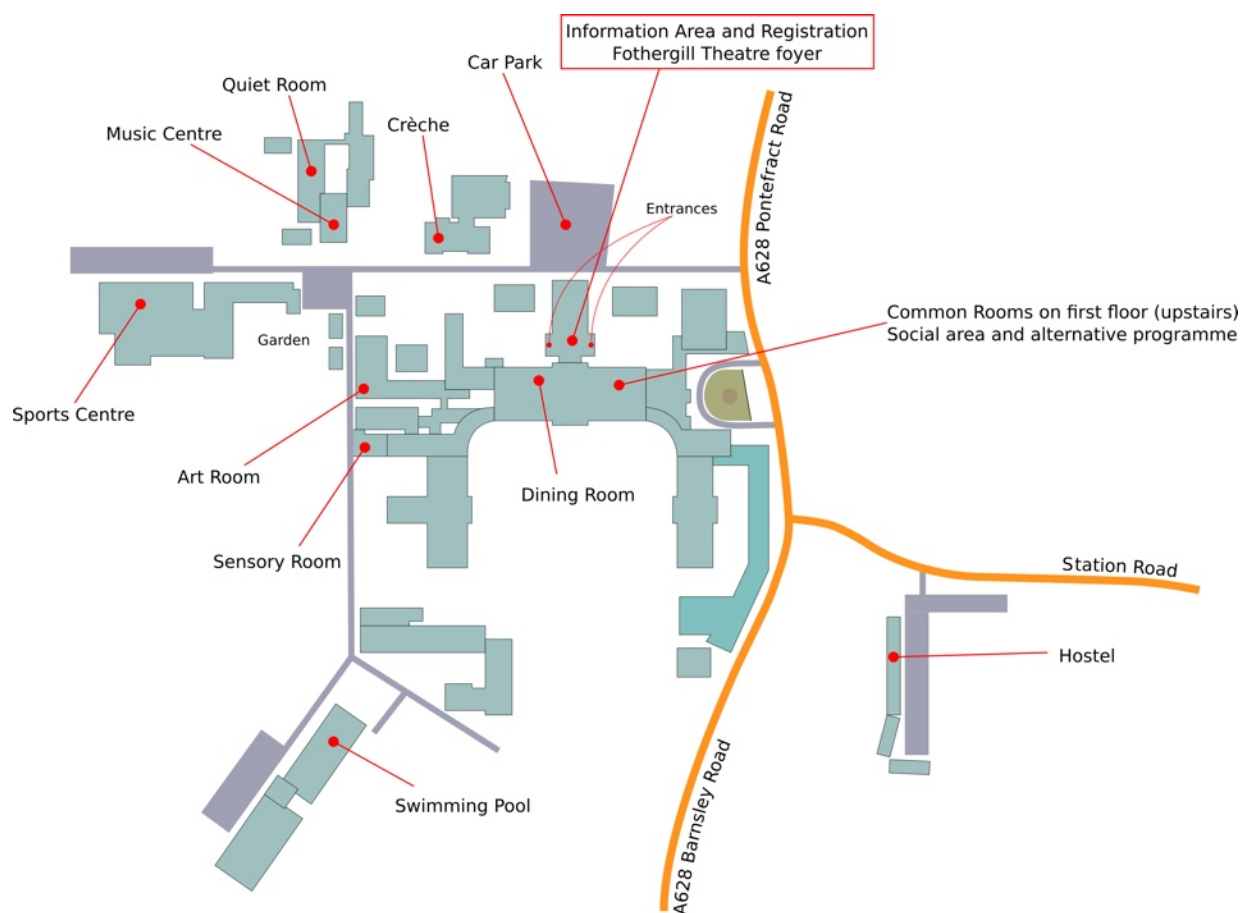 Information Area and Registration
Fothergill Theatre foyer
Car Park
Quiet Room
Crèche
Music Centre
Entrances
A628 Pontefract Road
Common Rooms on first floor (upstairs)
Social area and alternative programme
Garden
Sports Centre
Art Room
Dining Room
Sensory Room
Station Road
Hostel
Swimming Pool
A628 Barnsley Road